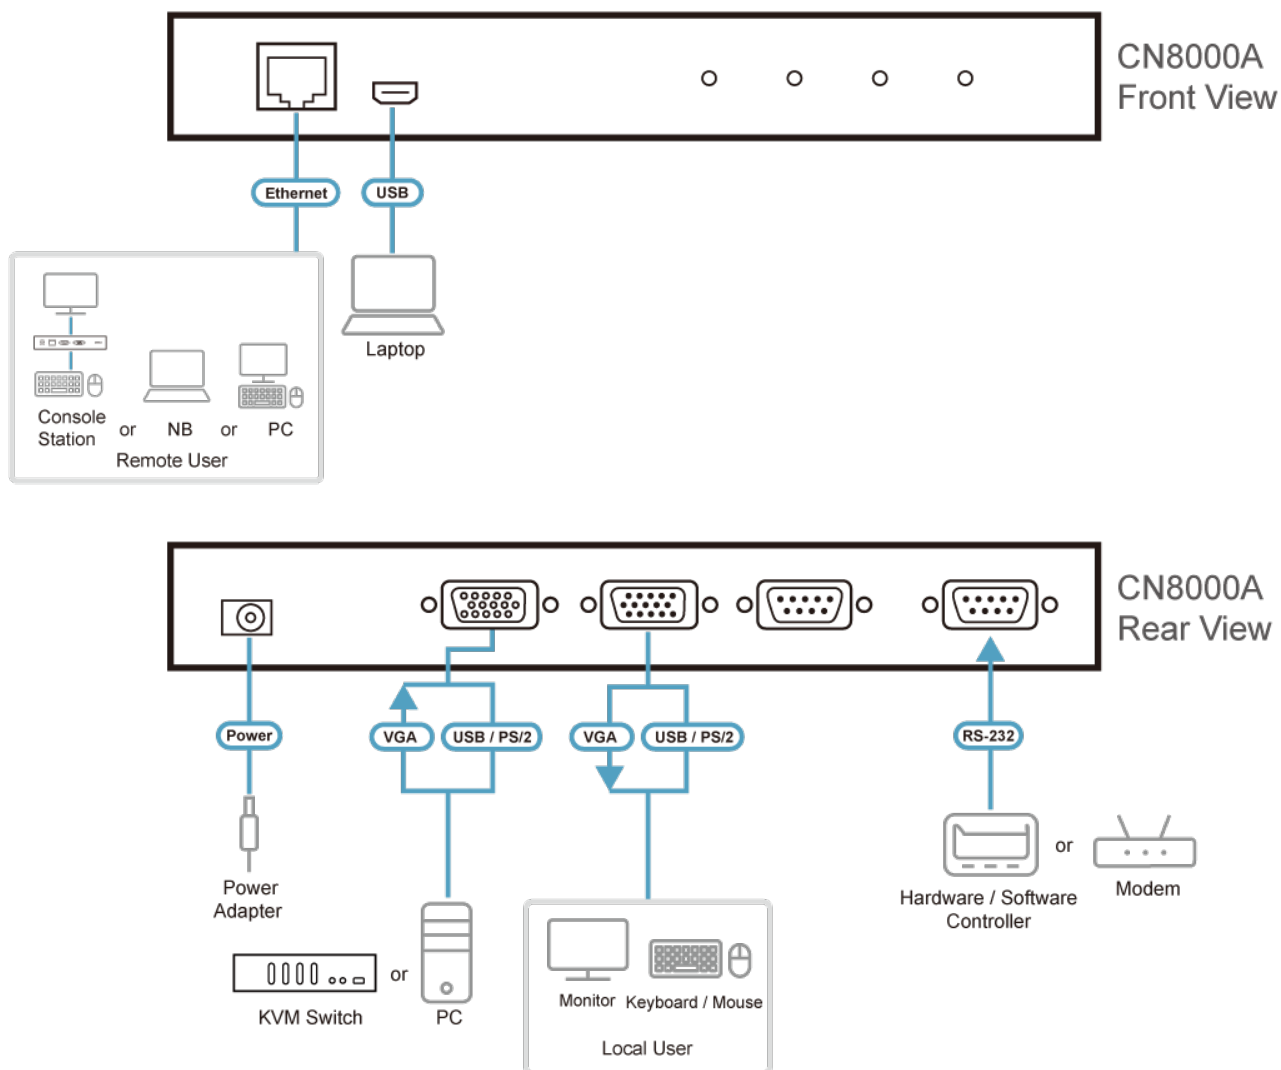 CN8000A
Front View
Ethernet
USB
Laptop
Console
Station
or
NB
or
PC
Remote User
CN8000A
Rear View
Power
VGA
USB / PS/2
VGA
USB / PS/2
RS-232
Power
Adapter
or
Modem
Hardware / Software
Controller
KVM Switch
or
PC
Monitor
Keyboard / Mouse
Local User